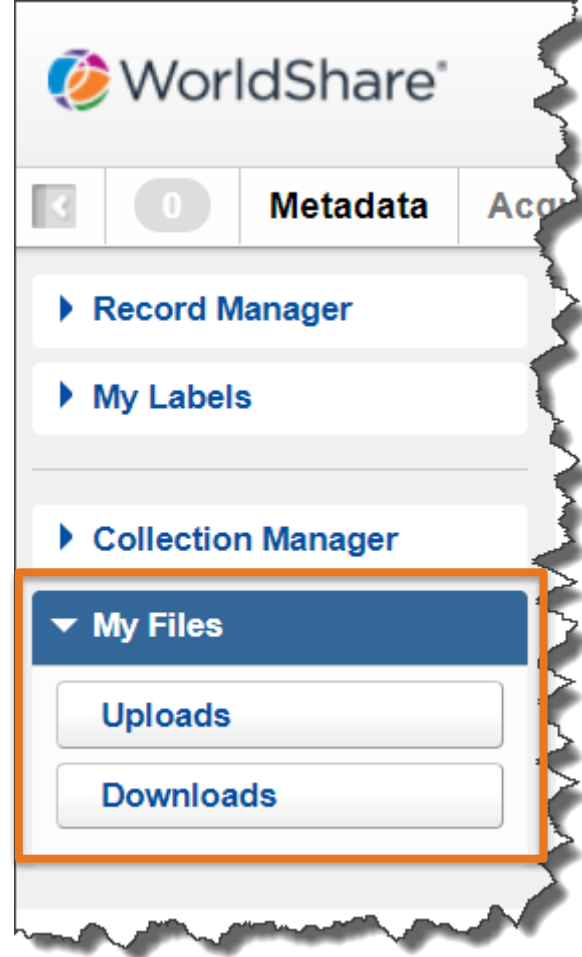 WorldShare®
0 Metadata
Record Manager
My Labels
Collection Manager
My Files
Uploads
Downloads